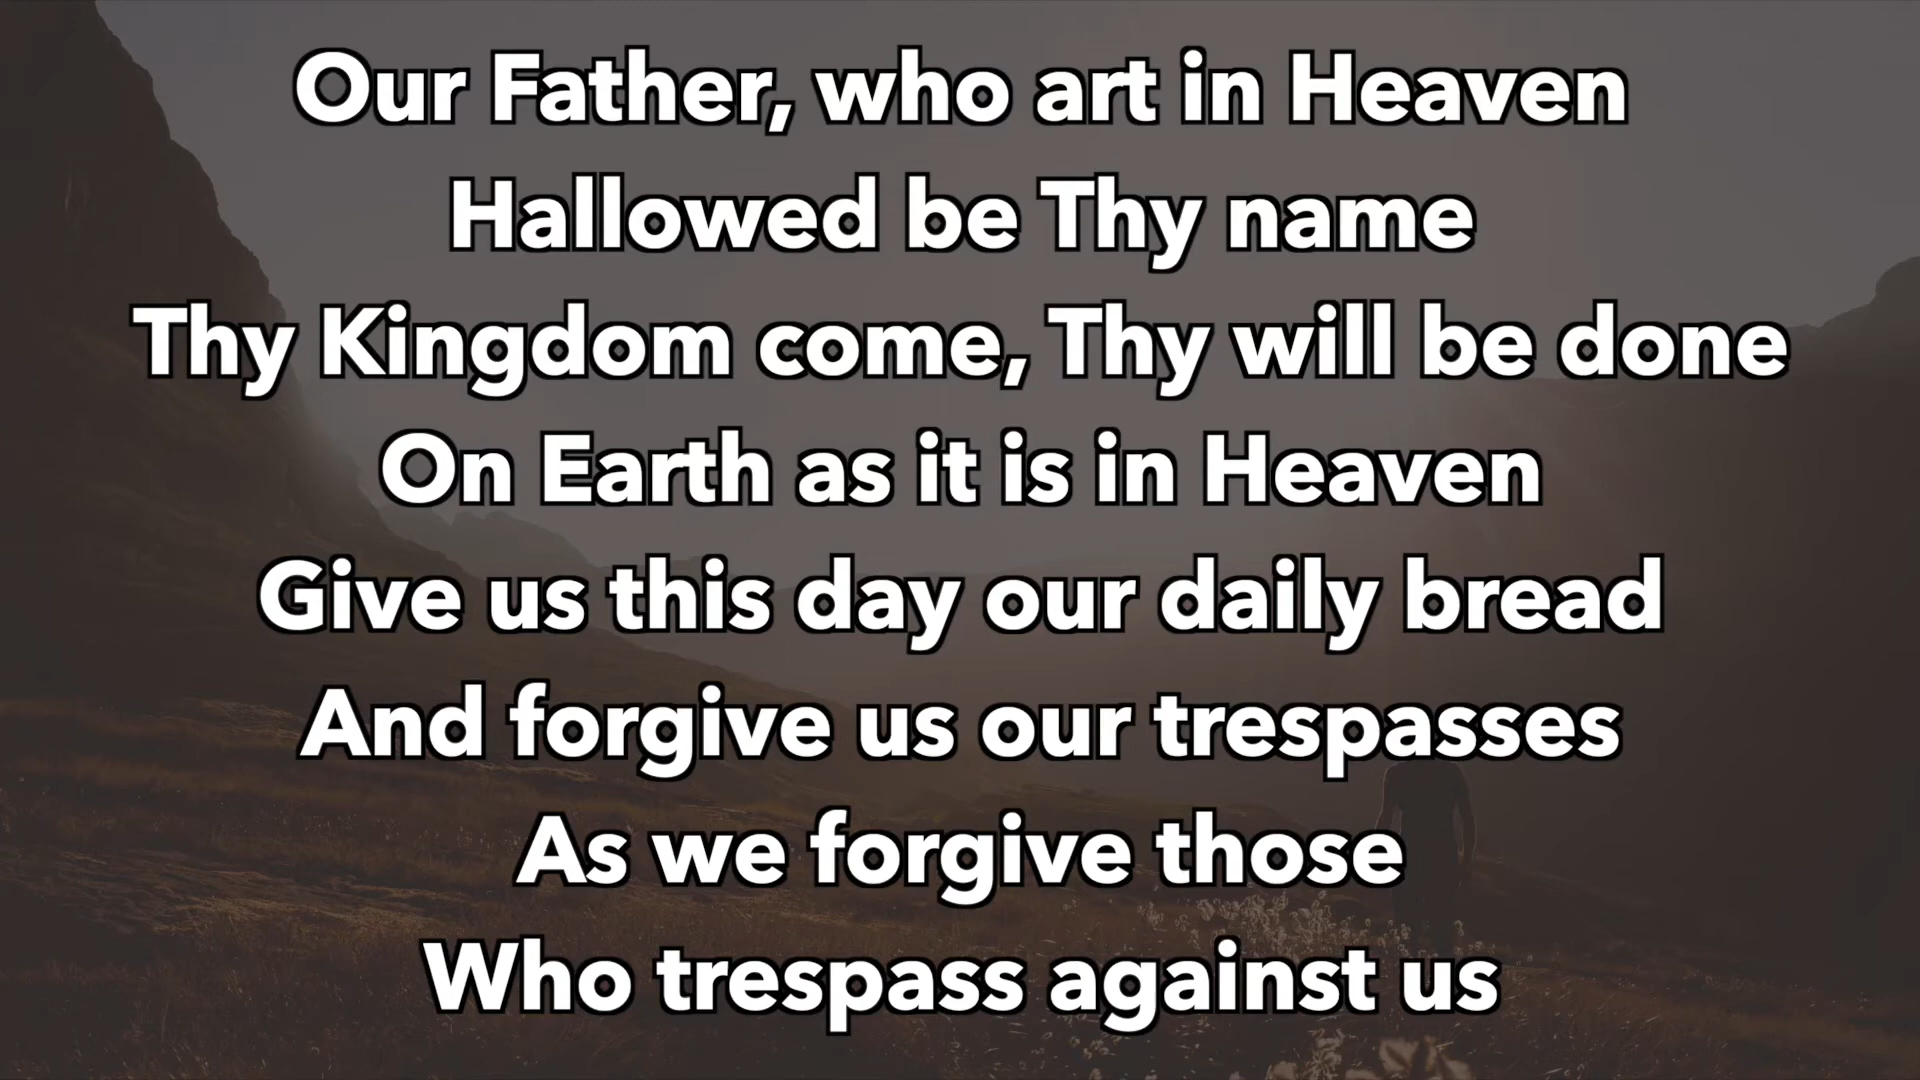 Our Father, who art in Heaven
Hallowed be Thy name
Thy Kingdom come, Thy will be done
On Earth as it is in Heaven
Give us this day our daily bread
And forgive us our trespasses
As we forgive those
Who trespass against us